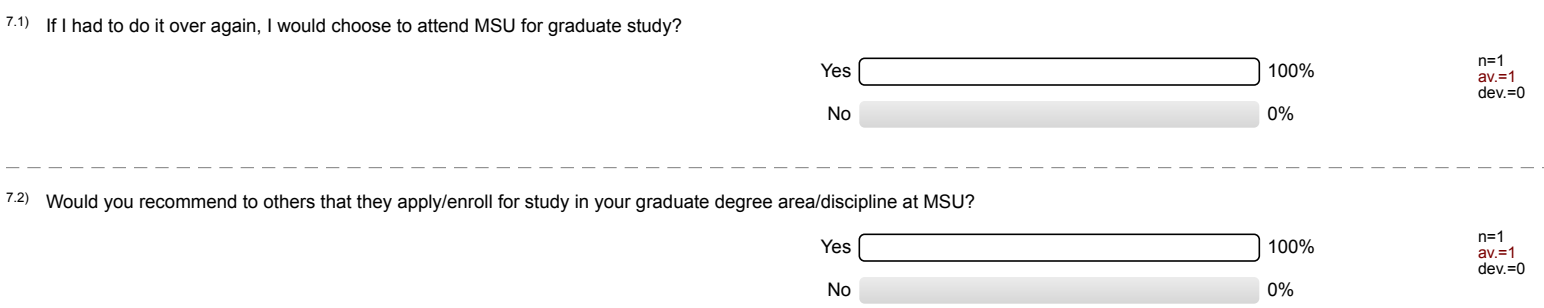 7.1) If I had to do it over again, I would choose to attend MSU for graduate study?
Yes 100%
No 0%
n=1
av.=1
dev.=0
7.2) Would you recommend to others that they apply/enroll for study in your graduate degree area/discipline at MSU?
Yes 100%
No 0%
n=1
av.=1
dev.=0